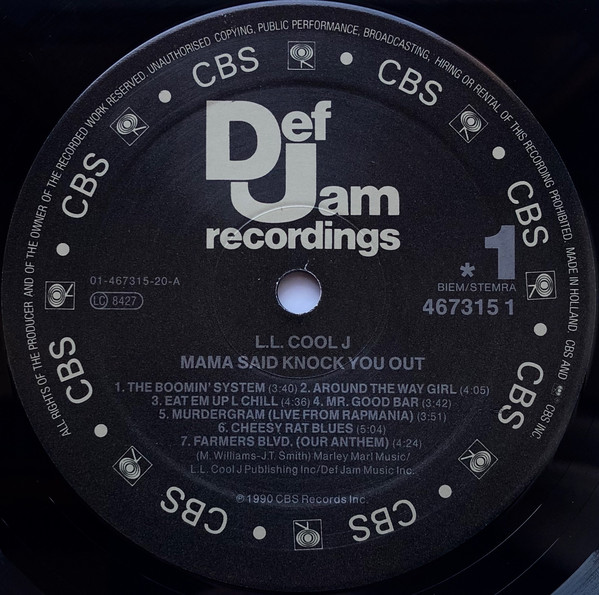 ALL RIGHTS OF THE PRODUCER AND OF THE OWNER OF THE RECORDED WORK RESERVED. UNAUTHORISED COPYING, PUBLIC PERFORMANCE, BROADCASTING, HIRING OR RENTAL OF THIS RECORDING PROHIBITED. MADE IN HOLLAND. CBS AND CBS INC.
CBS
CBS
CBS
CBS
CBS
CBS
CBS
CBS
Def
Jam
recordings
01-467315-20-A
LC 8427
* 1
BIEM/STEMRA
467315 1
L.L. COOL J
MAMA SAID KNOCK YOU OUT
1. THE BOOMIN' SYSTEM (3:40) 2. AROUND THE WAY GIRL (4:05)
3. EAT EM UP L CHILL (4:36) 4. MR. GOOD BAR (3:42)
5. MURDERGRAM (LIVE FROM RAPMANIA) (3:51)
6. CHEESY RAT BLUES (5:04)
7. FARMERS BLVD. (OUR ANTHEM) (4:24)
(M. Williams-J.T. Smith) Marley Marl Music/
L.L. Cool J Publishing Inc/Def Jam Music Inc.
℗ 1990 CBS Records Inc.